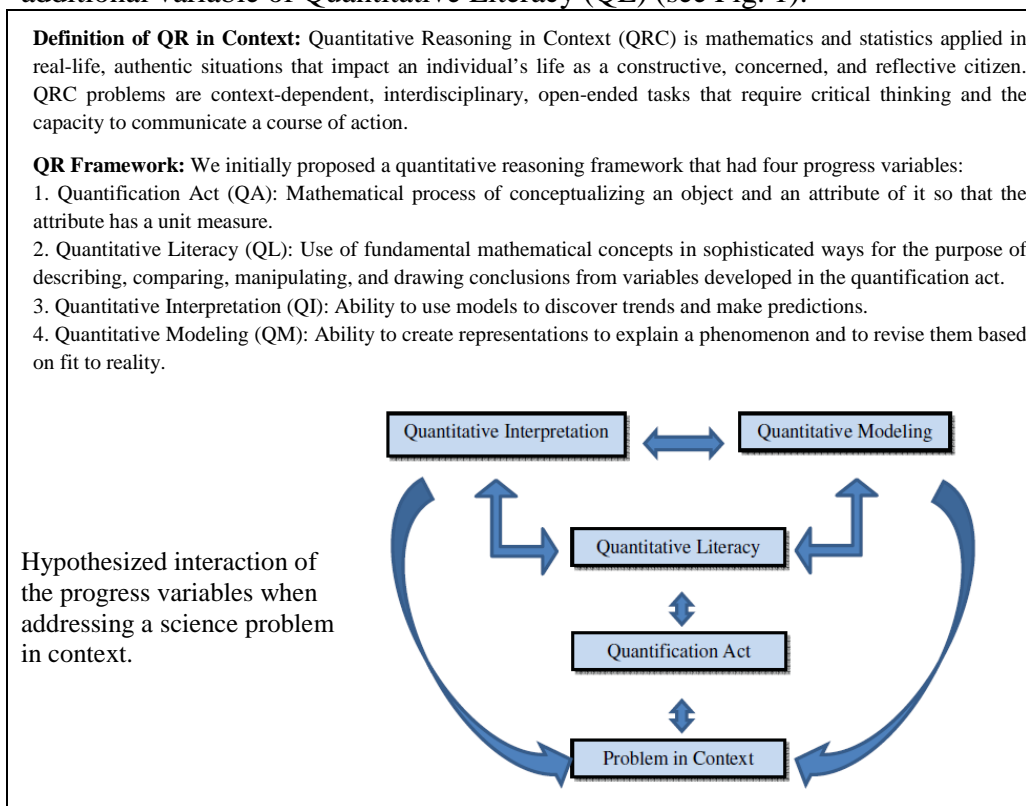 additional variable of Quantitative Literacy (QL) (see Fig. 1).
Definition of QR in Context: Quantitative Reasoning in Context (QRC) is mathematics and statistics applied in
real-life, authentic situations that impact an individual's life as a constructive, concerned, and reflective citizen.
QRC problems are context-dependent, interdisciplinary, open-ended tasks that require critical thinking and the
capacity to communicate a course of action.
QR Framework: We initially proposed a quantitative reasoning framework that had four progress variables:
1. Quantification Act (QA): Mathematical process of conceptualizing an object and an attribute of it so that the
attribute has a unit measure.
2. Quantitative Literacy (QL): Use of fundamental mathematical concepts in sophisticated ways for the purpose of
describing, comparing, manipulating, and drawing conclusions from variables developed in the quantification act.
3. Quantitative Interpretation (QI): Ability to use models to discover trends and make predictions.
4. Quantitative Modeling (QM): Ability to create representations to explain a phenomenon and to revise them based
on fit to reality.
Quantitative Interpretation
Quantitative Modeling
Quantitative Literacy
Quantification Act
Problem in Context
Hypothesized interaction of
the progress variables when
addressing a science problem
in context.